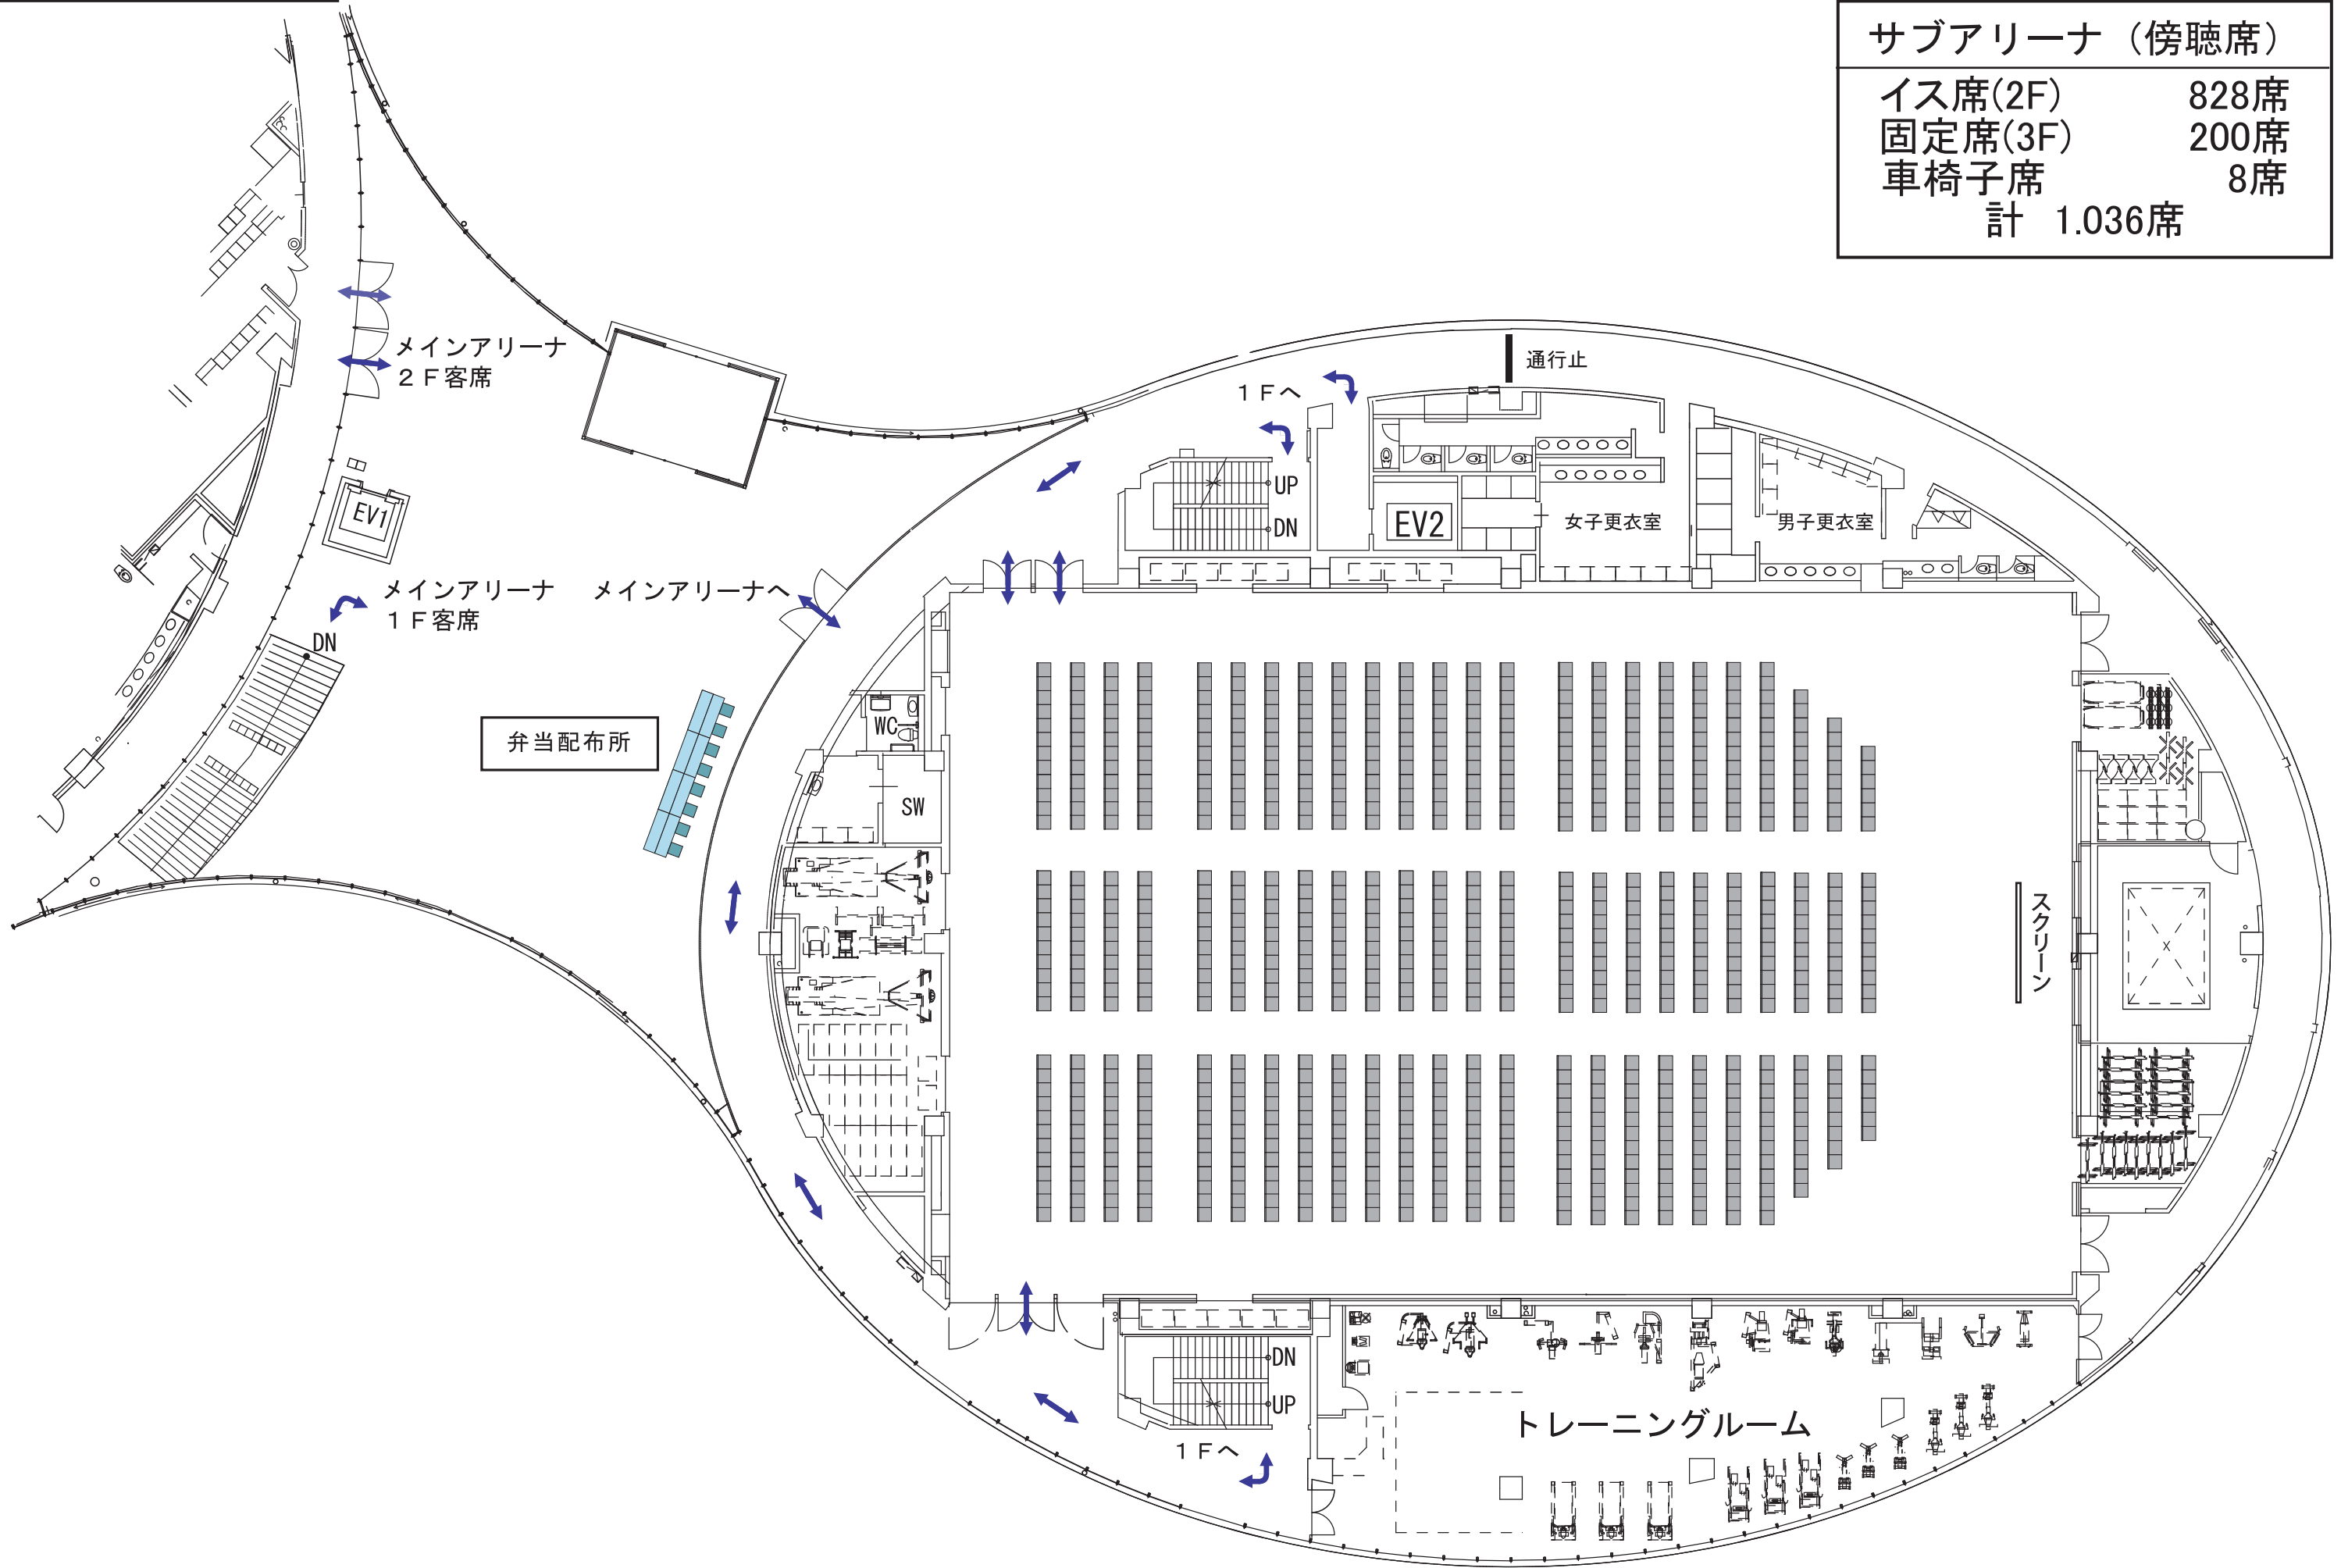 サブアリーナ（傍聴席）
イス席(2F) 828席
固定席(3F) 200席
車椅子席 8席
計 1.036席
通行止
メインアリーナ
２Ｆ客席
１Ｆへ
UP
DN
EV2
女子更衣室
男子更衣室
EV1
メインアリーナ
１Ｆ客席
メインアリーナへ
DN
WC
弁当配布所
SW
スクリーン
DN
UP
１Ｆへ
トレーニングルーム